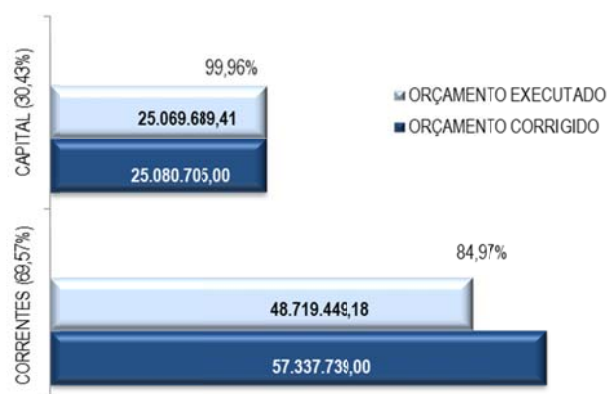 CAPITAL (30,43%)
99,96%
25.069.689,41
25.080.705,00
ORÇAMENTO EXECUTADO
ORÇAMENTO CORRIGIDO
CORRENTES (69,57%)
84,97%
48.719.449,18
57.337.739,00